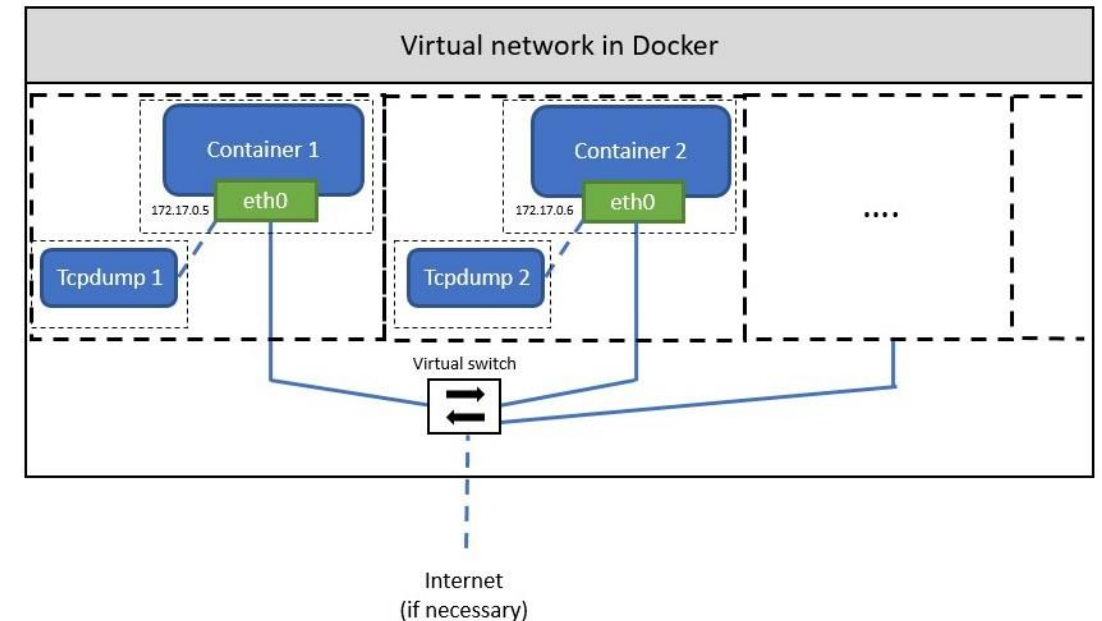 Virtual network in Docker
Container 1
Container 2
eth0
eth0
172.17.0.5
172.17.0.6
....
Tcpdump 1
Tcpdump 2
Virtual switch
Internet
(if necessary)